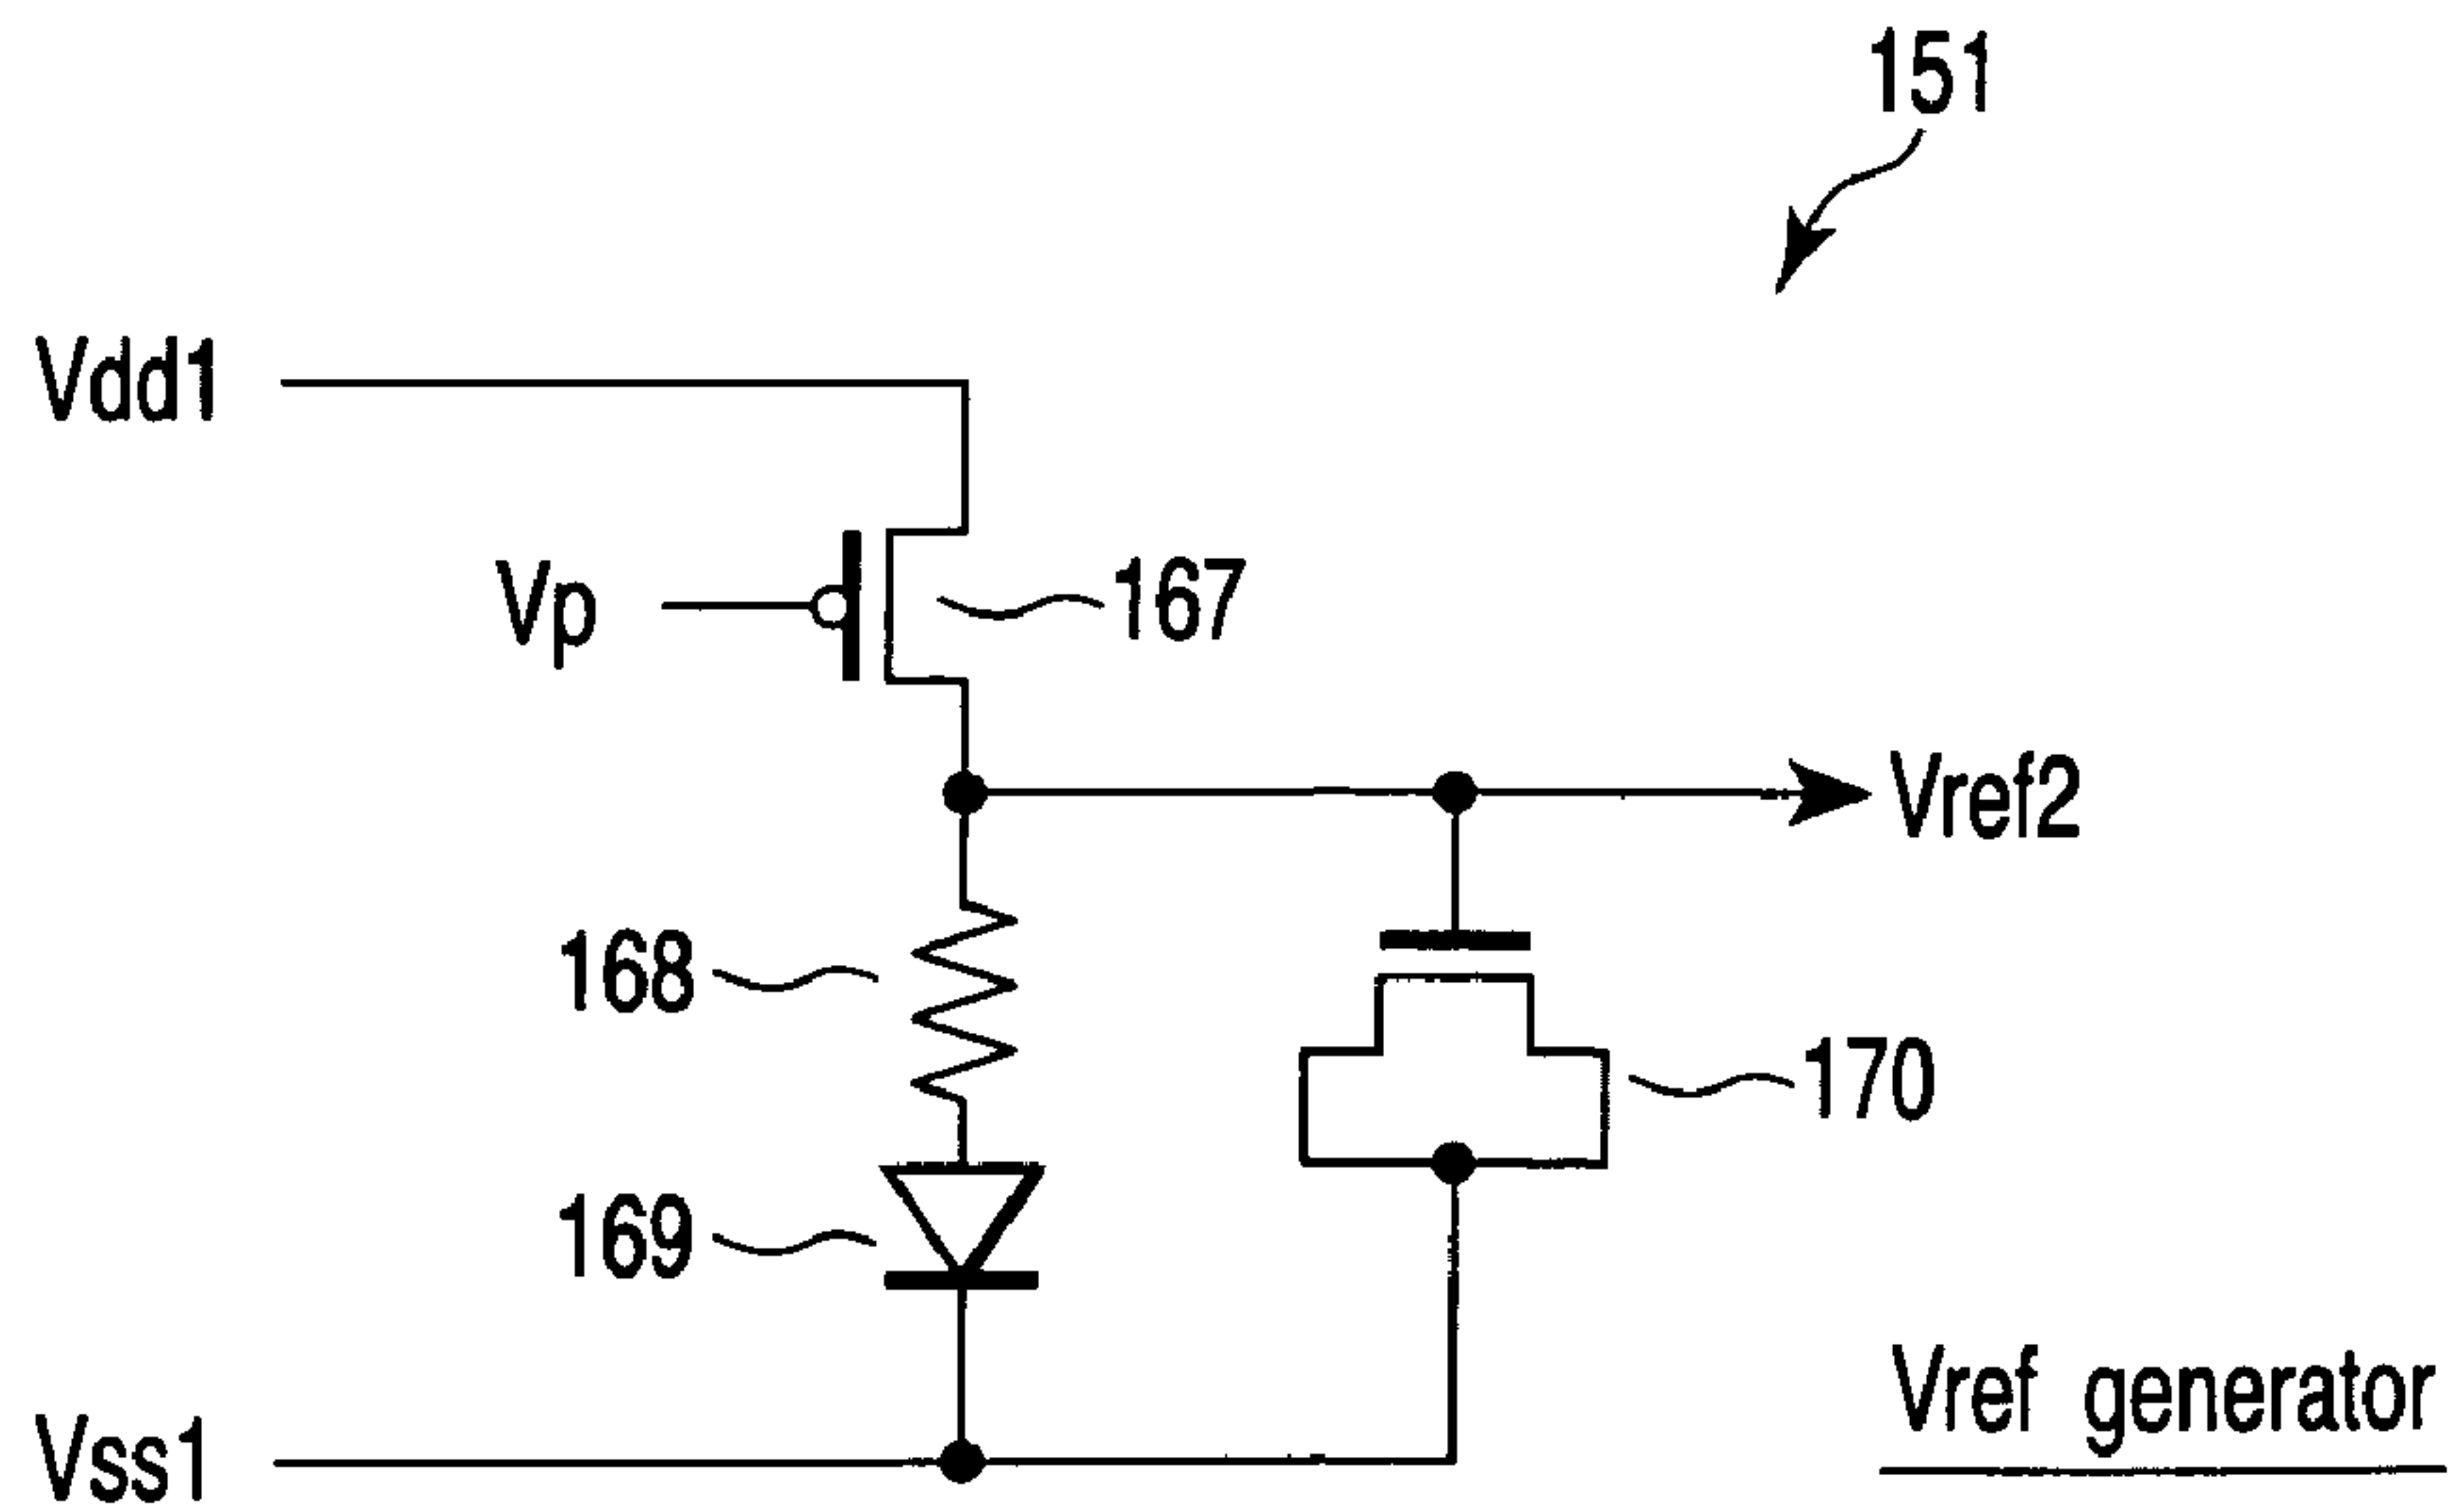 151
Vdd1
Vp
167
Vref2
168
170
169
Vref generator
Vss1